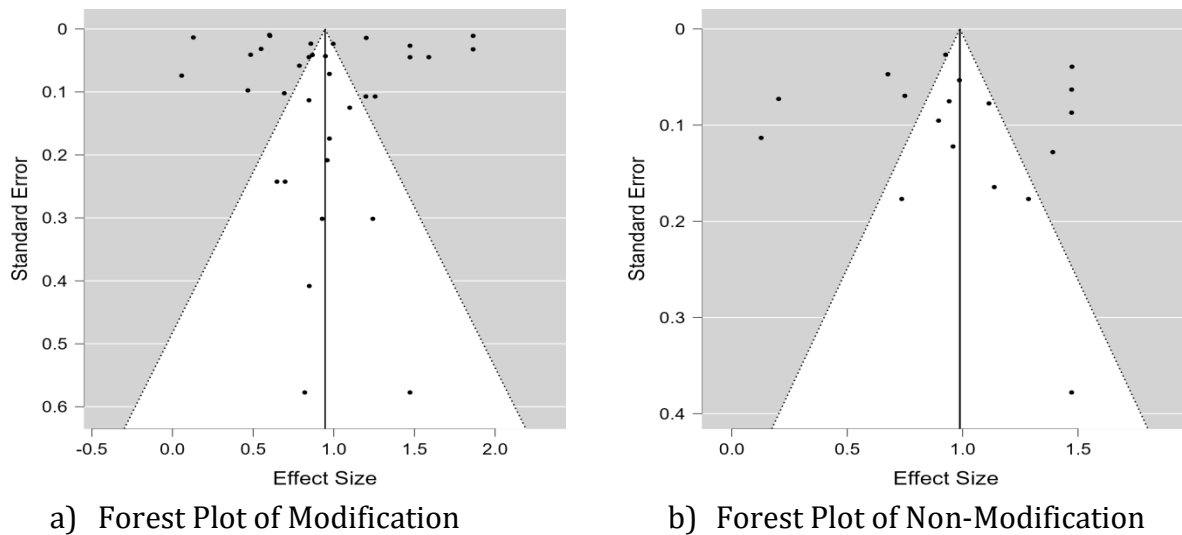 0
0.1
0.2
0.3
0.4
0.5
0.6
Standard Error
-0.5 0.0 0.5 1.0 1.5 2.0
Effect Size
a) Forest Plot of Modification
0
0.1
0.2
0.3
0.4
Standard Error
0.0 0.5 1.0 1.5
Effect Size
b) Forest Plot of Non-Modification